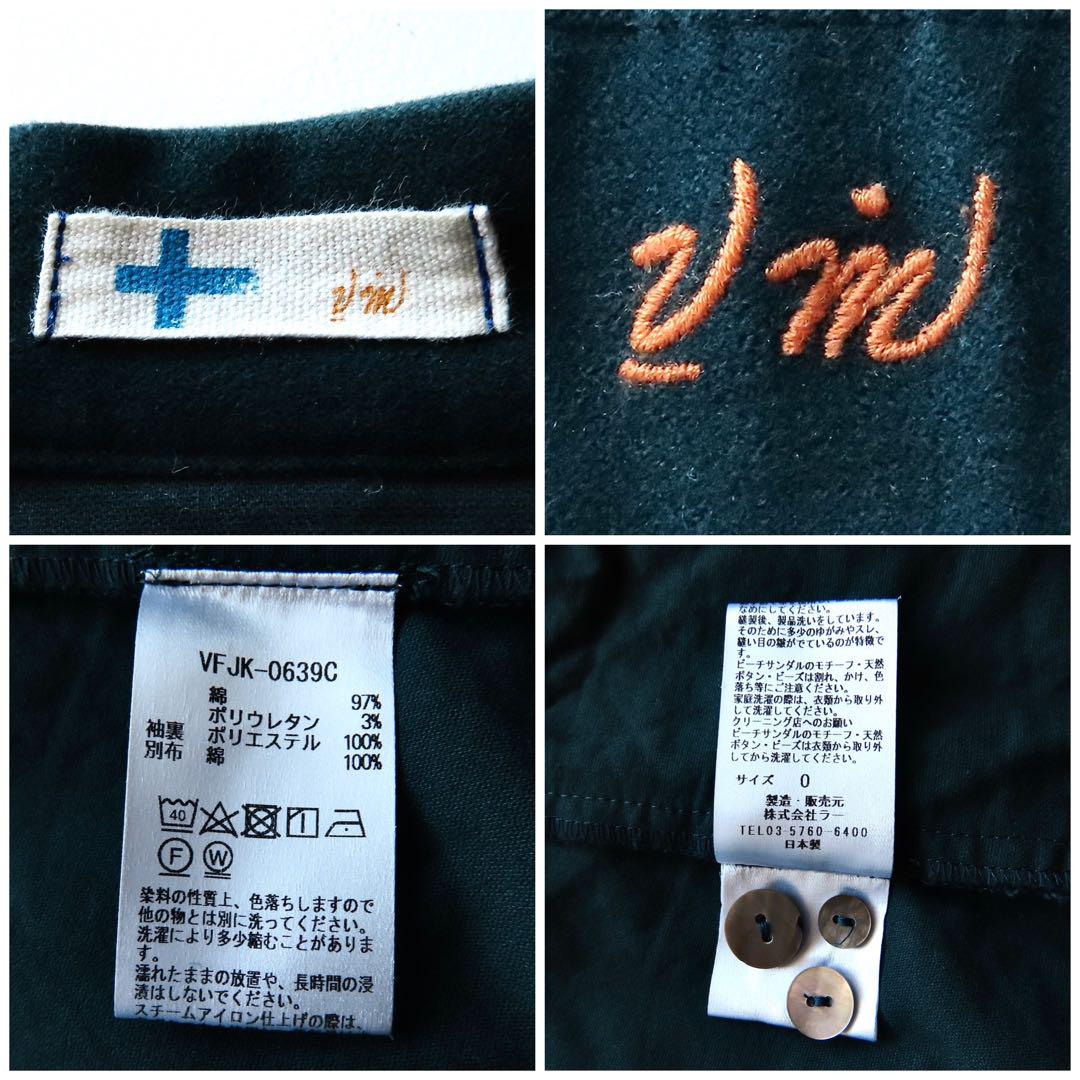 VFJK-0639C
綿 97%
ポリウレタン 3%
袖裏 ポリエステル 100%
別布 綿 100%
40
F W
染料の性質上、色落ちしますので
他の物とは別に洗ってください。
洗濯により多少縮むことがありま
す。
濡れたままの放置や、長時間の浸
漬はしないでください。
スチームアイロン仕上げの際は、
なめにしてください。
縫製後、製品洗いをしています。
そのために多少のゆがみやスレ、
縫い目の皺がでているのが特徴で
す。
ビーチサンダルのモチーフ・天然
ボタン・ビーズは割れ、かけ、色
落ち等にご注意ください。
家庭洗濯の際は、衣類から取り外
して洗濯してください。
クリーニング店へのお願い
ビーチサンダルのモチーフ・天然
ボタン・ビーズは衣類から取り外
してから洗濯してください。
サイズ 0
製造・販売元
株式会社ラー
TEL03-5760-6400
日本製